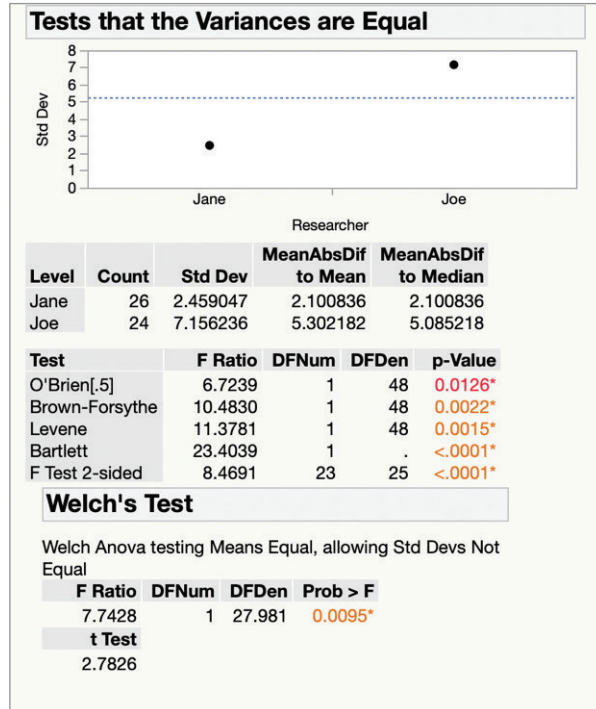 Tests that the Variances are Equal
8
7
6
5
4
3
2
1
0
Std Dev
Jane Joe
Researcher
MeanAbsDif MeanAbsDif
Level Count Std Dev to Mean to Median
Jane 26 2.459047 2.100836 2.100836
Joe 24 7.156236 5.302182 5.085218
Test F Ratio DFNum DFDen p-Value
O'Brien[.5] 6.7239 1 48 0.0126*
Brown-Forsythe 10.4830 1 48 0.0022*
Levene 11.3781 1 48 0.0015*
Bartlett 23.4039 1 . <.0001*
F Test 2-sided 8.4691 23 25 <.0001*
Welch's Test
Welch Anova testing Means Equal, allowing Std Devs Not
Equal
F Ratio DFNum DFDen Prob > F
7.7428 1 27.981 0.0095*
t Test
2.7826